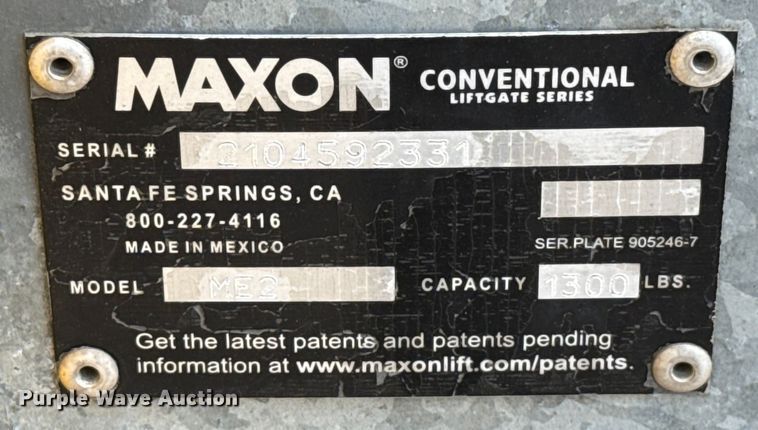 MAXON® CONVENTIONAL
LIFTGATE SERIES
SERIAL # 2104592331
SANTA FE SPRINGS, CA
800-227-4116
MADE IN MEXICO
SER.PLATE 905246-7
MODEL ME2 CAPACITY 1300 LBS.
Get the latest patents and patents pending
information at www.maxonlift.com/patents.
Purple Wave Auction